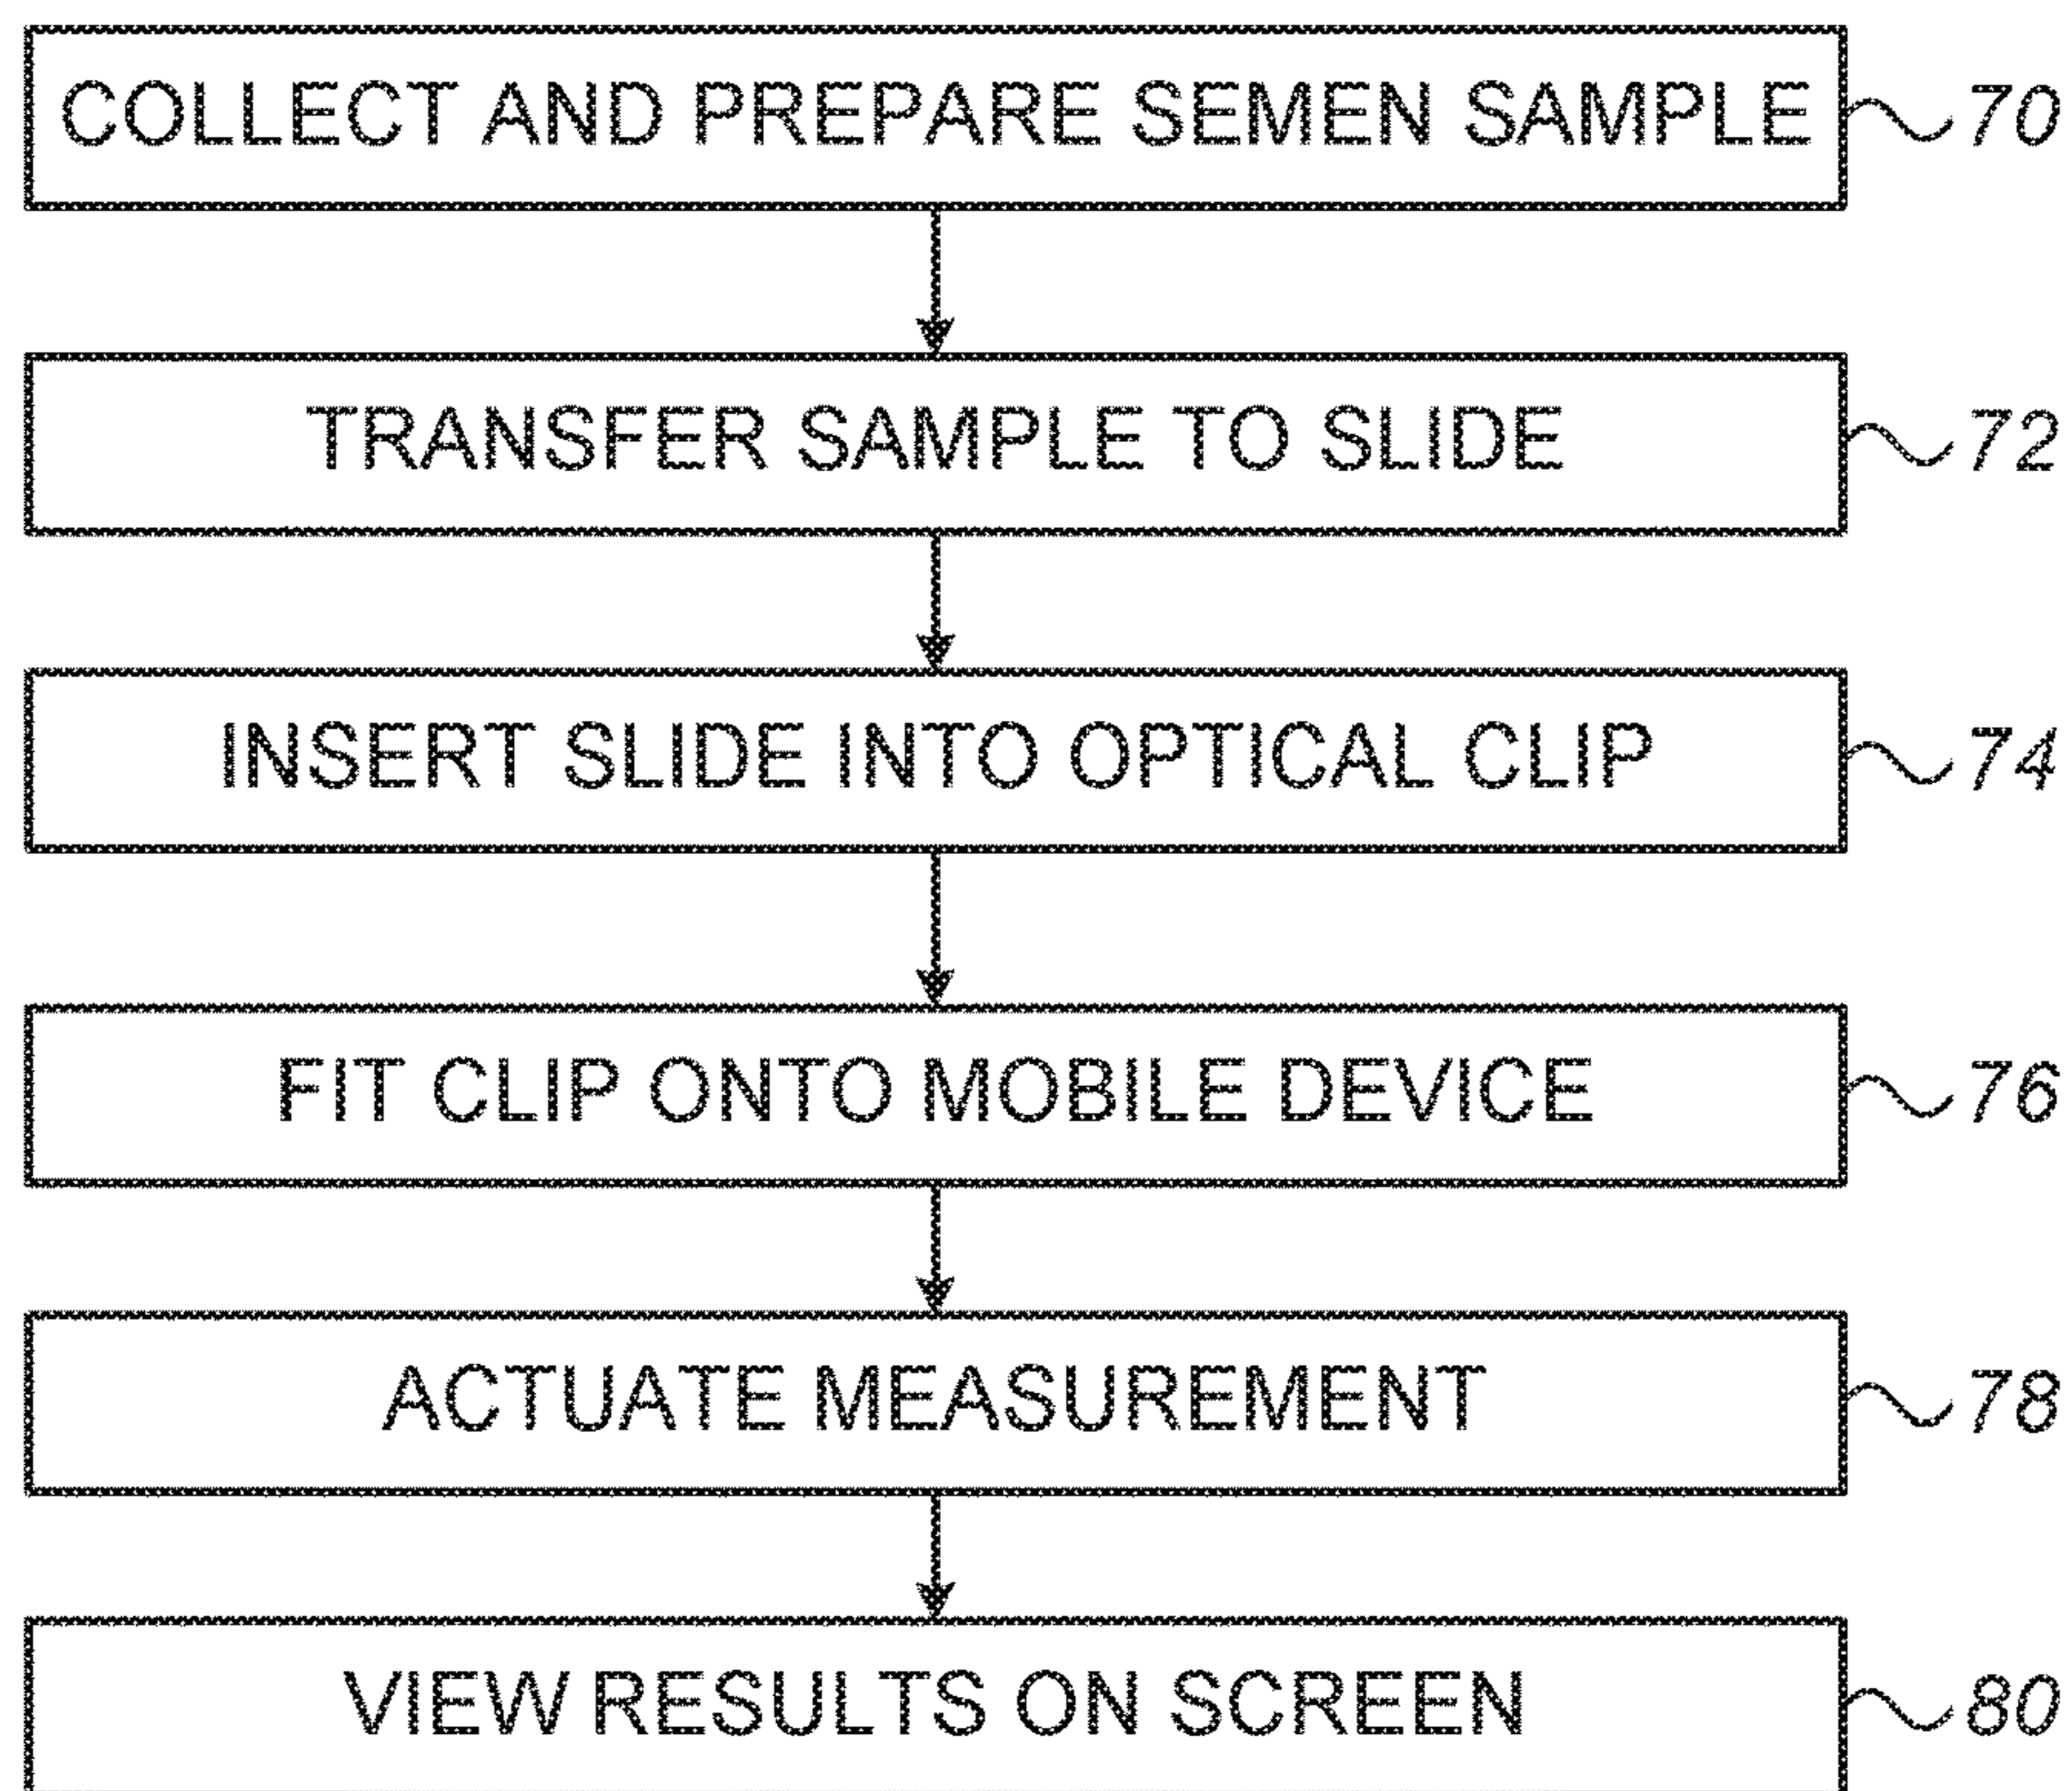 COLLECT AND PREPARE SEMEN SAMPLE 70
TRANSFER SAMPLE TO SLIDE 72
INSERT SLIDE INTO OPTICAL CLIP 74
FIT CLIP ONTO MOBILE DEVICE 76
ACTUATE MEASUREMENT 78
VIEW RESULTS ON SCREEN 80